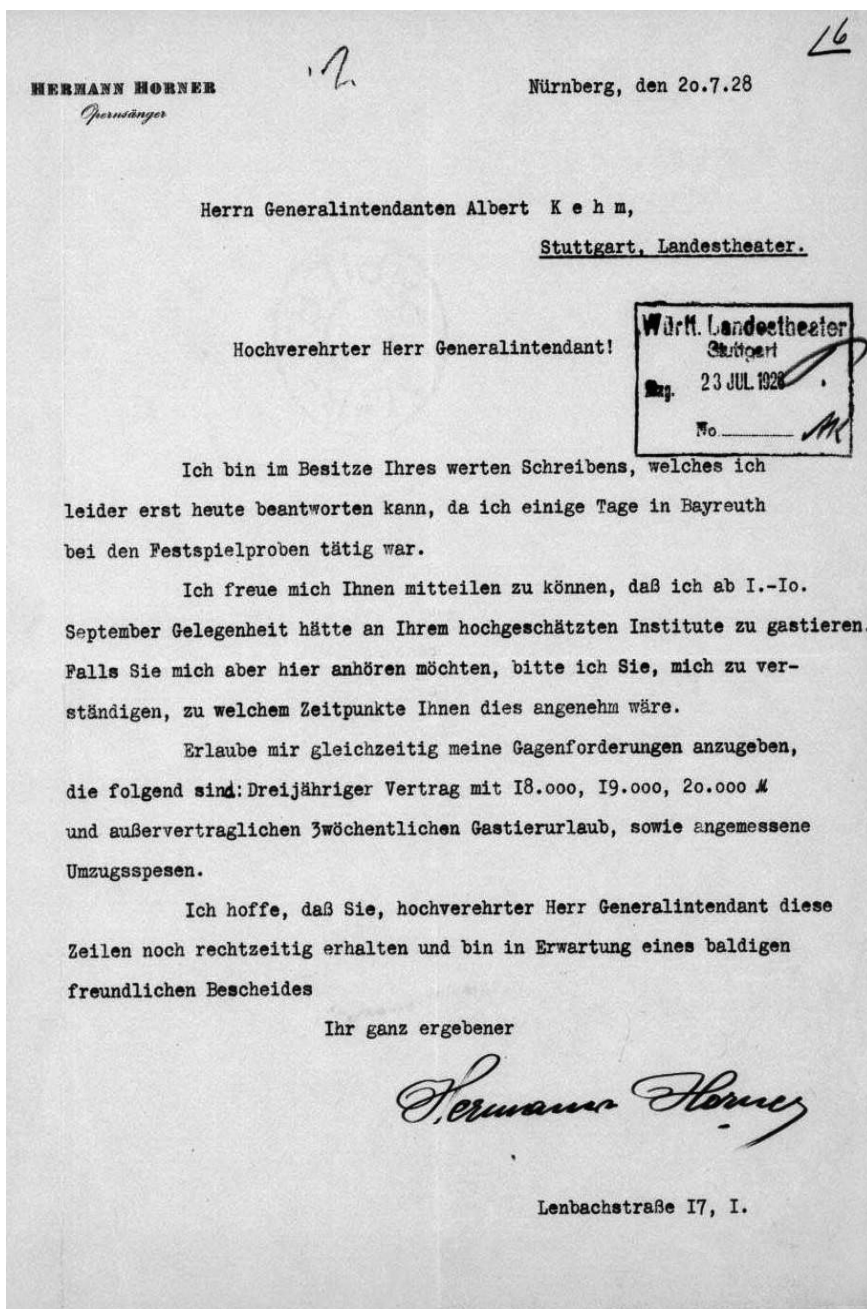 16
HERMANN HORNER
Opernsänger
Nürnberg, den 2o.7.28
Herrn Generalintendanten Albert K e h m,
Stuttgart, Landestheater.
Hochverehrter Herr Generalintendant!
Württ. Landestheater
Stuttgart
23 JUL. 1928
No
Ich bin im Besitze Ihres werten Schreibens, welches ich
leider erst heute beantworten kann, da ich einige Tage in Bayreuth
bei den Festspielproben tätig war.
Ich freue mich Ihnen mitteilen zu können, daß ich ab I.-Io.
September Gelegenheit hätte an Ihrem hochgeschätzten Institute zu gastieren.
Falls Sie mich aber hier anhören möchten, bitte ich Sie, mich zu ver-
ständigen, zu welchem Zeitpunkte Ihnen dies angenehm wäre.
Erlaube mir gleichzeitig meine Gagenforderungen anzugeben,
die folgend sind: Dreijähriger Vertrag mit I8.ooo, I9.ooo, 2o.ooo M
und außervertraglichen 3wöchentlichen Gastierurlaub, sowie angemessene
Umzugsspesen.
Ich hoffe, daß Sie, hochverehrter Herr Generalintendant diese
Zeilen noch rechtzeitig erhalten und bin in Erwartung eines baldigen
freundlichen Bescheides
Ihr ganz ergebener
Hermann Horner
Lenbachstraße I7, I.